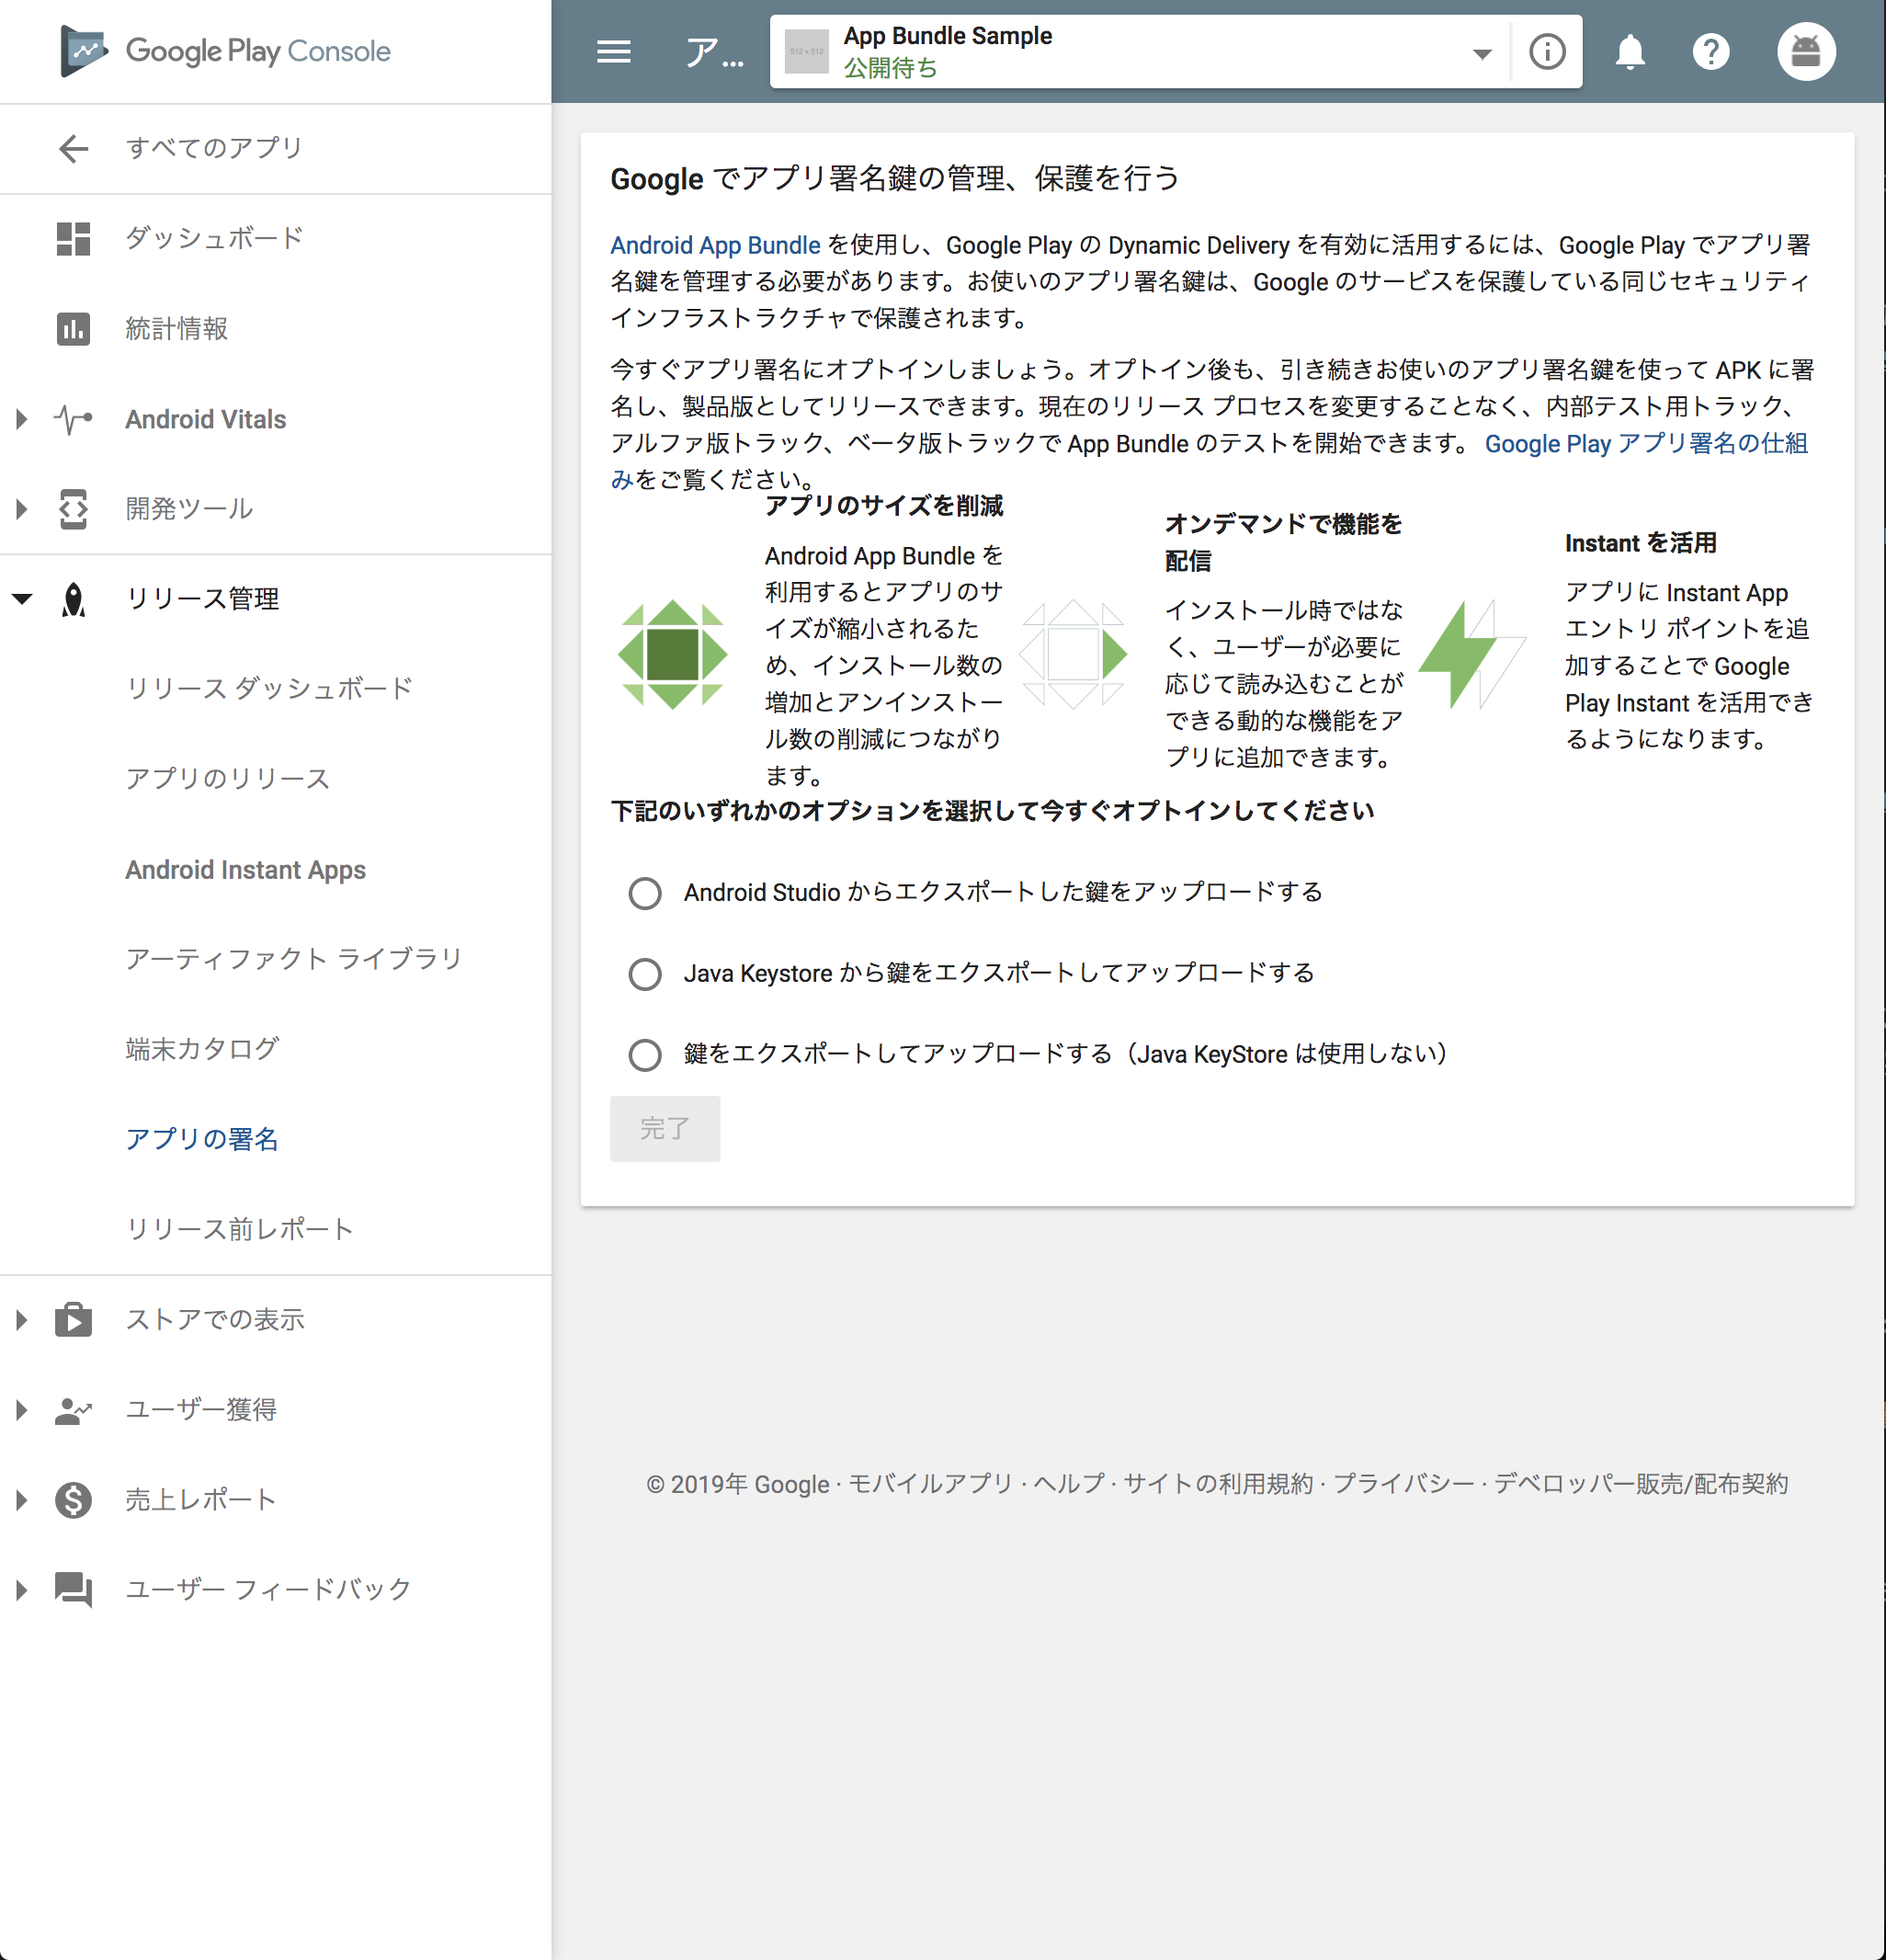 Google Play Console
すべてのアプリ
ダッシュボード
統計情報
Android Vitals
開発ツール
リリース管理
リリース ダッシュボード
アプリのリリース
Android Instant Apps
アーティファクト ライブラリ
端末カタログ
アプリの署名
リリース前レポート
ストアでの表示
ユーザー獲得
売上レポート
ユーザー フィードバック
ア...
512 x 512
App Bundle Sample
公開待ち
Google でアプリ署名鍵の管理、保護を行う
Android App Bundle を使用し、Google Play の Dynamic Delivery を有効に活用するには、Google Play でアプリ署
名鍵を管理する必要があります。お使いのアプリ署名鍵は、Google のサービスを保護している同じセキュリティ
インフラストラクチャで保護されます。
今すぐアプリ署名にオプトインしましょう。オプトイン後も、引き続きお使いのアプリ署名鍵を使って APK に署
名し、製品版としてリリースできます。現在のリリース プロセスを変更することなく、内部テスト用トラック、
アルファ版トラック、ベータ版トラックで App Bundle のテストを開始できます。 Google Play アプリ署名の仕組
みをご覧ください。
アプリのサイズを削減
Android App Bundle を
利用するとアプリのサ
イズが縮小されるた
め、インストール数の
増加とアンインストー
ル数の削減につながり
ます。
オンデマンドで機能を
配信
インストール時ではな
く、ユーザーが必要に
応じて読み込むことが
できる動的な機能をア
プリに追加できます。
Instant を活用
アプリに Instant App
エントリ ポイントを追
加することで Google
Play Instant を活用でき
るようになります。
下記のいずれかのオプションを選択して今すぐオプトインしてください
Android Studio からエクスポートした鍵をアップロードする
Java Keystore から鍵をエクスポートしてアップロードする
鍵をエクスポートしてアップロードする（Java KeyStore は使用しない）
完了
© 2019年 Google · モバイルアプリ · ヘルプ · サイトの利用規約 · プライバシー · デベロッパー販売/配布契約